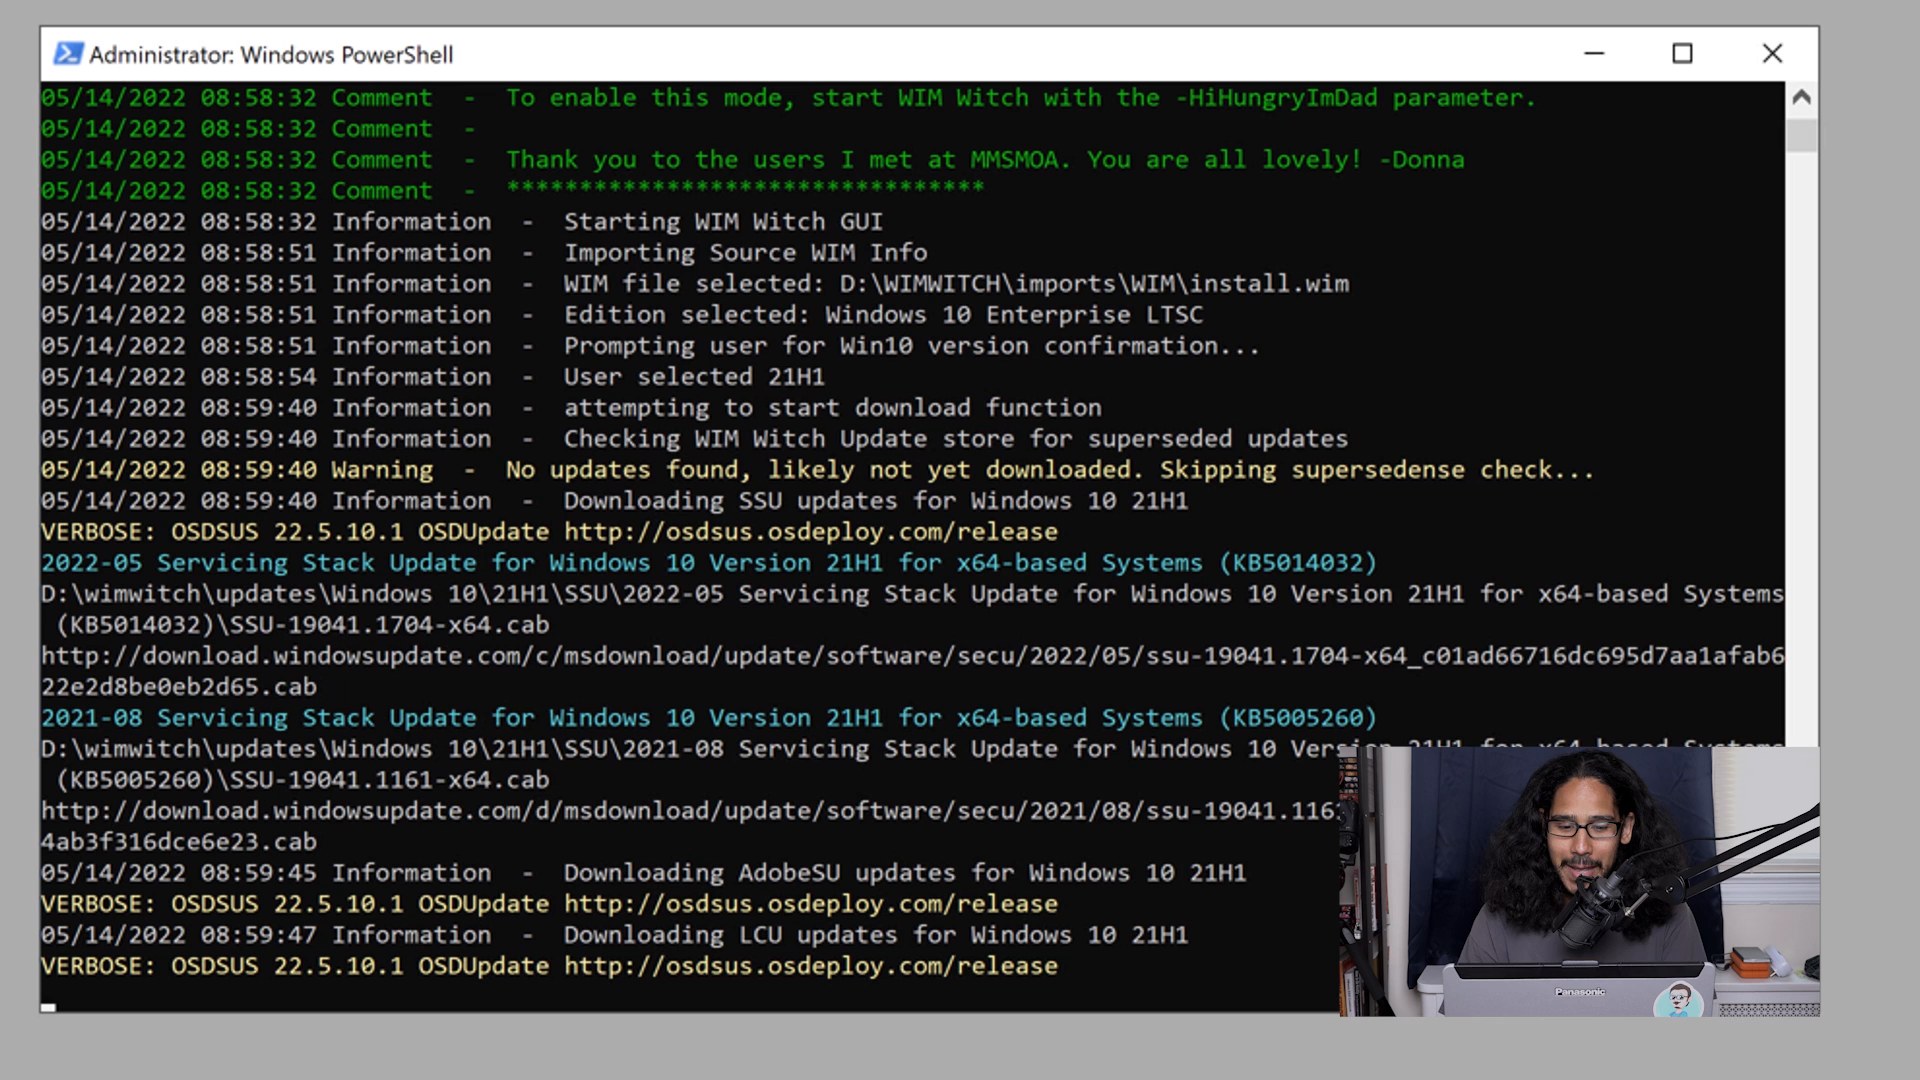 Administrator: Windows PowerShell
05/14/2022 08:58:32 Comment  -  To enable this mode, start WIM Witch with the -HiHungryImDad parameter.
05/14/2022 08:58:32 Comment  -
05/14/2022 08:58:32 Comment  -  Thank you to the users I met at MMSMOA. You are all lovely! -Donna
05/14/2022 08:58:32 Comment  -  *********************************
05/14/2022 08:58:32 Information  -  Starting WIM Witch GUI
05/14/2022 08:58:51 Information  -  Importing Source WIM Info
05/14/2022 08:58:51 Information  -  WIM file selected: D:\WIMWITCH\imports\WIM\install.wim
05/14/2022 08:58:51 Information  -  Edition selected: Windows 10 Enterprise LTSC
05/14/2022 08:58:51 Information  -  Prompting user for Win10 version confirmation...
05/14/2022 08:58:54 Information  -  User selected 21H1
05/14/2022 08:59:40 Information  -  attempting to start download function
05/14/2022 08:59:40 Information  -  Checking WIM Witch Update store for superseded updates
05/14/2022 08:59:40 Warning  -  No updates found, likely not yet downloaded. Skipping supersedense check...
05/14/2022 08:59:40 Information  -  Downloading SSU updates for Windows 10 21H1
VERBOSE: OSDSUS 22.5.10.1 OSDUpdate http://osdsus.osdeploy.com/release
2022-05 Servicing Stack Update for Windows 10 Version 21H1 for x64-based Systems (KB5014032)
D:\wimwitch\updates\Windows 10\21H1\SSU\2022-05 Servicing Stack Update for Windows 10 Version 21H1 for x64-based Systems
(KB5014032)\SSU-19041.1704-x64.cab
http://download.windowsupdate.com/c/msdownload/update/software/secu/2022/05/ssu-19041.1704-x64_c01ad66716dc695d7aa1afab6
22e2d8be0eb2d65.cab
2021-08 Servicing Stack Update for Windows 10 Version 21H1 for x64-based Systems (KB5005260)
D:\wimwitch\updates\Windows 10\21H1\SSU\2021-08 Servicing Stack Update for Windows 10 Version 21H1 for x64-based Systems
(KB5005260)\SSU-19041.1161-x64.cab
http://download.windowsupdate.com/d/msdownload/update/software/secu/2021/08/ssu-19041.116
4ab3f316dce6e23.cab
05/14/2022 08:59:45 Information  -  Downloading AdobeSU updates for Windows 10 21H1
VERBOSE: OSDSUS 22.5.10.1 OSDUpdate http://osdsus.osdeploy.com/release
05/14/2022 08:59:47 Information  -  Downloading LCU updates for Windows 10 21H1
VERBOSE: OSDSUS 22.5.10.1 OSDUpdate http://osdsus.osdeploy.com/release
Panasonic